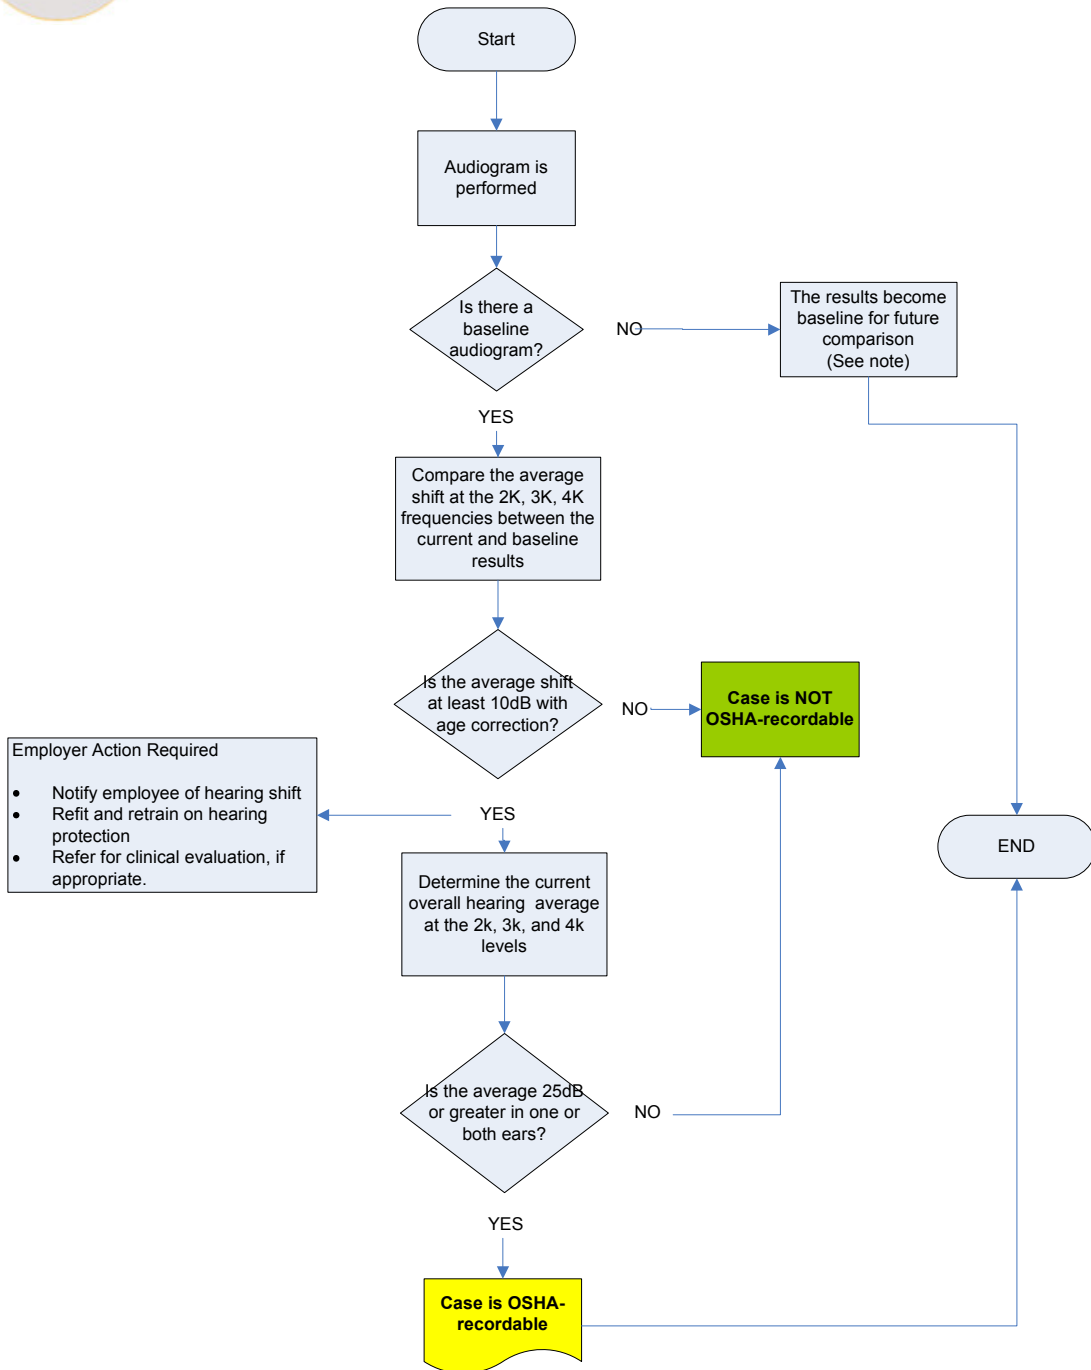 Start
Audiogram is
performed
Is there a
baseline
audiogram?
NO
The results become
baseline for future
comparison
(See note)
YES
Compare the average
shift at the 2K, 3K, 4K
frequencies between the
current and baseline
results
Is the average shift
at least 10dB with
age correction?
NO
Case is NOT
OSHA-recordable
Employer Action Required
• Notify employee of hearing shift
• Refit and retrain on hearing
protection
• Refer for clinical evaluation, if
appropriate.
YES
END
Determine the current
overall hearing average
at the 2k, 3k, and 4k
levels
Is the average 25dB
or greater in one or
both ears?
NO
YES
Case is OSHA-
recordable